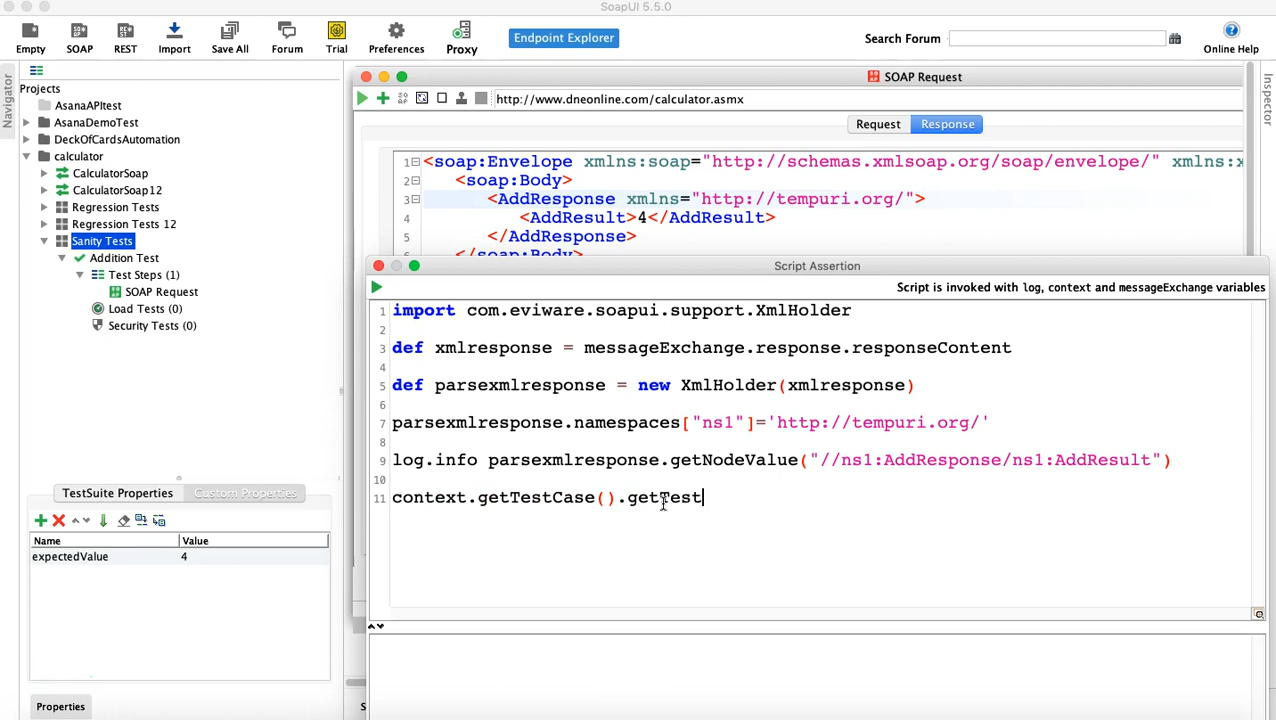 SoapUI 5.5.0
Empty SOAP REST Import Save All Forum Trial Preferences Proxy Endpoint Explorer Search Forum Online Help
Navigator
Projects
AsanaAPItest
AsanaDemoTest
DeckOfCardsAutomation
calculator
CalculatorSoap
CalculatorSoap12
Regression Tests
Regression Tests 12
Sanity Tests
Addition Test
Test Steps (1)
SOAP Request
Load Tests (0)
Security Tests (0)
TestSuite Properties Custom Properties
Name Value
expectedValue 4
Properties
SOAP Request
http://www.dneonline.com/calculator.asmx
Request Response
1 <soap:Envelope xmlns:soap="http://schemas.xmlsoap.org/soap/envelope/" xmlns:x
2 <soap:Body>
3 <AddResponse xmlns="http://tempuri.org/">
4 <AddResult>4</AddResult>
5 </AddResponse>
</soap:Body>
Script Assertion
Script is invoked with log, context and messageExchange variables
1 import com.eviware.soapui.support.XmlHolder
2
3 def xmlresponse = messageExchange.response.responseContent
4
5 def parsexmlresponse = new XmlHolder(xmlresponse)
6
7 parsexmlresponse.namespaces["ns1"]='http://tempuri.org/'
8
9 log.info parsexmlresponse.getNodeValue("//ns1:AddResponse/ns1:AddResult")
10
11 context.getTestCase().getTest
Inspector